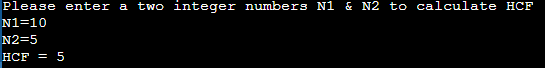 Please enter a two integer numbers N1 & N2 to calculate HCF
N1=10
N2=5
HCF = 5